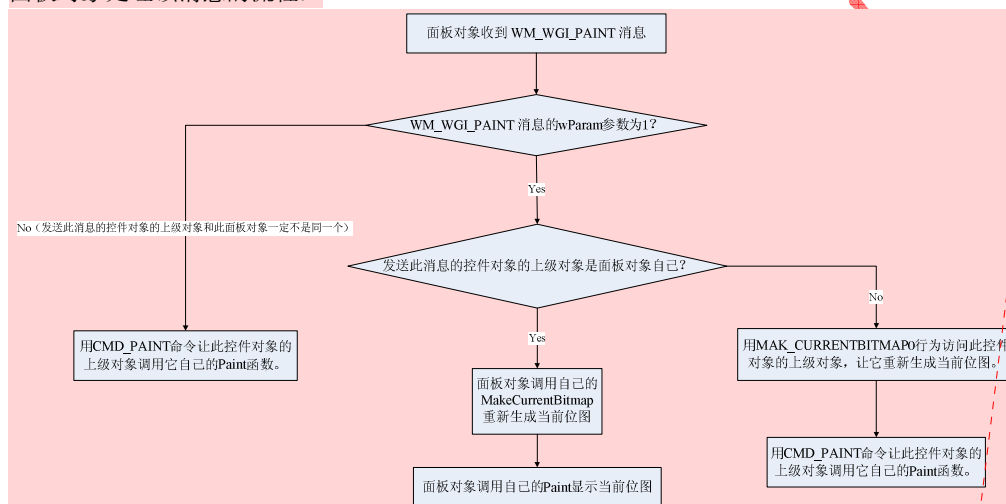 面板对象收到 WM_WGI_PAINT 消息
WM_WGI_PAINT 消息的wParam参数为1？
Yes
No（发送此消息的控件对象的上级对象和此面板对象一定不是同一个）
发送此消息的控件对象的上级对象是面板对象自己？
No
Yes
用CMD_PAINT命令让此控件对象的
上级对象调用它自己的Paint函数。
用MAK_CURRENTBITMAP0行为访问此控件
对象的上级对象，让它重新生成当前位图。
面板对象调用自己的
MakeCurrentBitmap
重新生成当前位图
用CMD_PAINT命令让此控件对象的
上级对象调用它自己的Paint函数。
面板对象调用自己的Paint显示当前位图